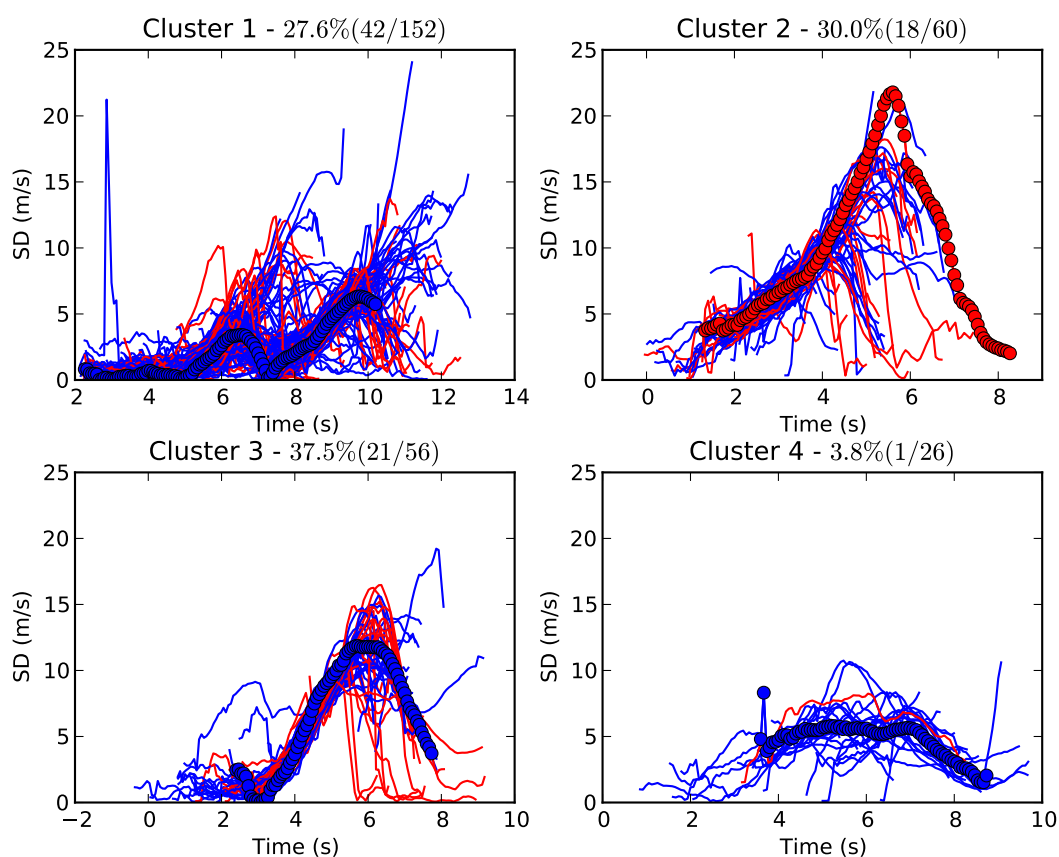 Cluster 1 - 27.6%(42/152)
25
20
15
10
5
0
SD (m/s)
2 4 6 8 10 12 14
Time (s)
Cluster 2 - 30.0%(18/60)
25
20
15
10
5
0
SD (m/s)
0 2 4 6 8
Time (s)
Cluster 3 - 37.5%(21/56)
25
20
15
10
5
0
SD (m/s)
−2 0 2 4 6 8 10
Time (s)
Cluster 4 - 3.8%(1/26)
25
20
15
10
5
0
SD (m/s)
0 2 4 6 8 10
Time (s)